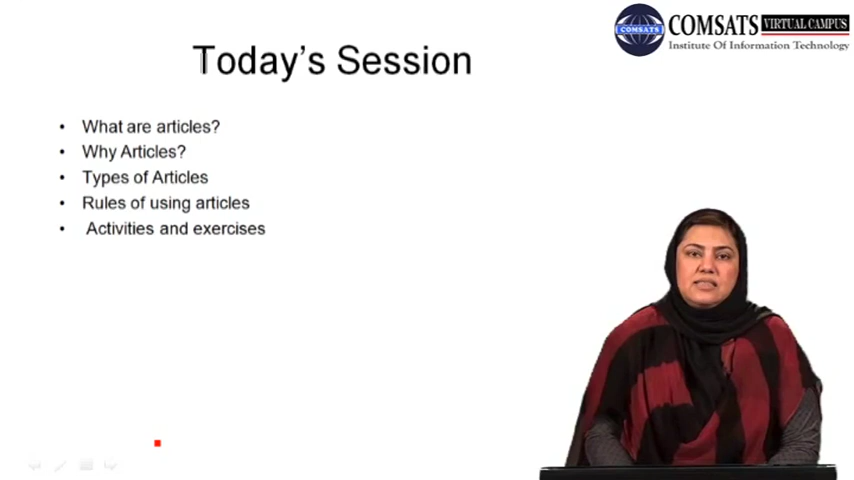 COMSATS VIRTUAL CAMPUS
COMSATS
Institute Of Information Technology
Today's Session
• What are articles?
• Why Articles?
• Types of Articles
• Rules of using articles
• Activities and exercises